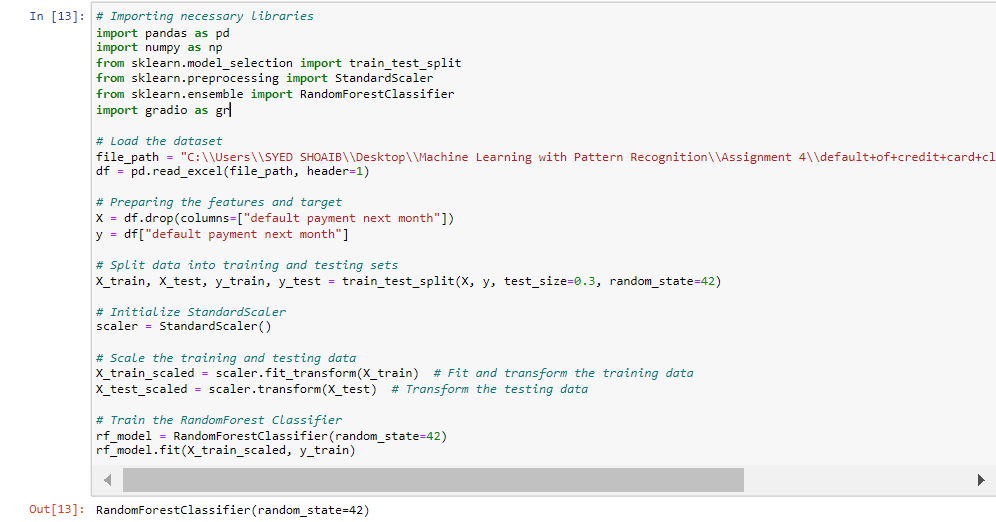 In [13]: # Importing necessary libraries
import pandas as pd
import numpy as np
from sklearn.model_selection import train_test_split
from sklearn.preprocessing import StandardScaler
from sklearn.ensemble import RandomForestClassifier
import gradio as gr
# Load the dataset
file_path = "C:\\Users\\SYED SHOAIB\\Desktop\\Machine Learning with Pattern Recognition\\Assignment 4\\default+of+credit+card+cl
df = pd.read_excel(file_path, header=1)
# Preparing the features and target
X = df.drop(columns=["default payment next month"])
y = df["default payment next month"]
# Split data into training and testing sets
X_train, X_test, y_train, y_test = train_test_split(X, y, test_size=0.3, random_state=42)
# Initialize StandardScaler
scaler = StandardScaler()
# Scale the training and testing data
X_train_scaled = scaler.fit_transform(X_train)  # Fit and transform the training data
X_test_scaled = scaler.transform(X_test)  # Transform the testing data
# Train the RandomForest Classifier
rf_model = RandomForestClassifier(random_state=42)
rf_model.fit(X_train_scaled, y_train)
Out[13]: RandomForestClassifier(random_state=42)